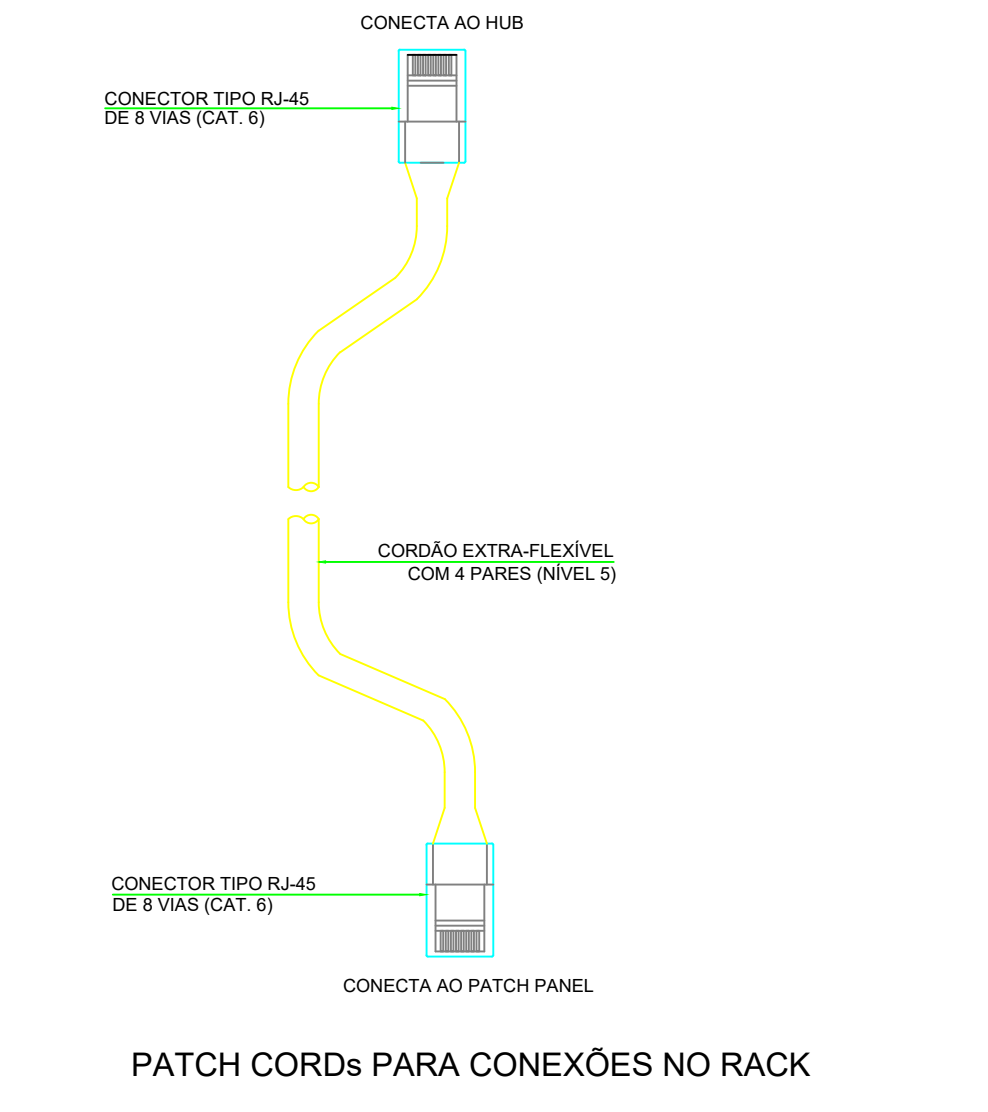 CONECTA AO HUB
CONECTOR TIPO RJ-45
DE 8 VIAS (CAT. 6)
CORDÃO EXTRA-FLEXÍVEL
COM 4 PARES (NÍVEL 5)
CONECTOR TIPO RJ-45
DE 8 VIAS (CAT. 6)
CONECTA AO PATCH PANEL
PATCH CORDs PARA CONEXÕES NO RACK